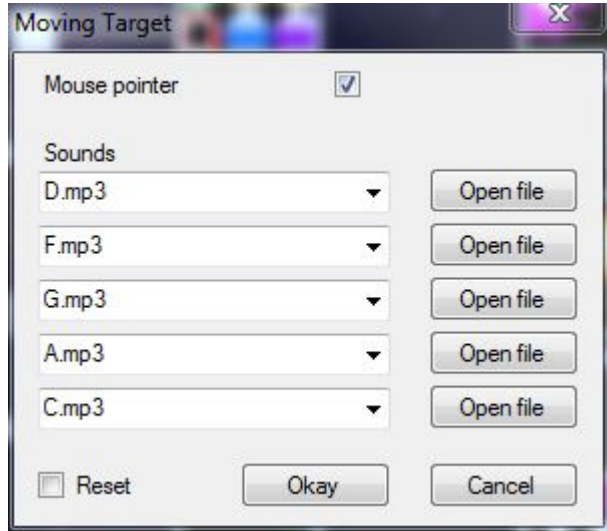 Moving Target
Mouse pointer
Sounds
D.mp3 Open file
F.mp3 Open file
G.mp3 Open file
A.mp3 Open file
C.mp3 Open file
Reset Okay Cancel